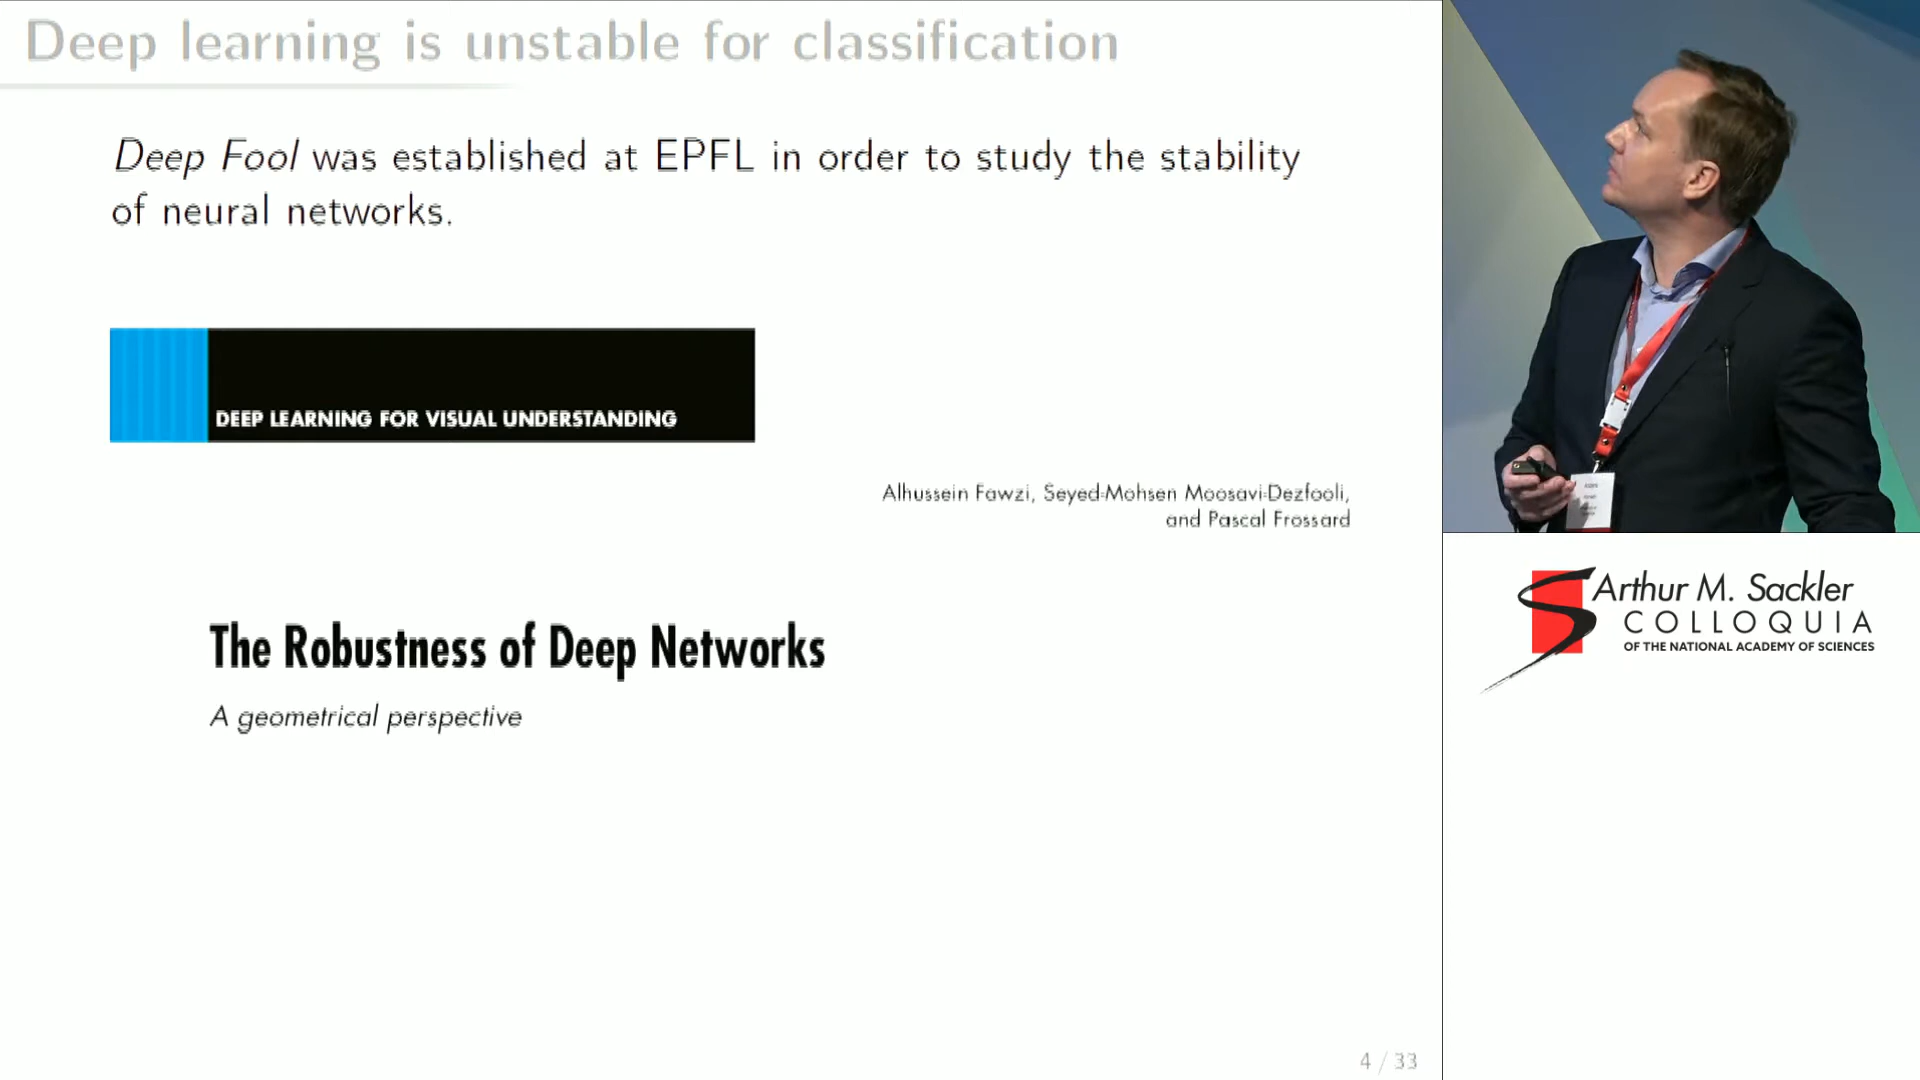 Deep learning is unstable for classification
Deep Fool was established at EPFL in order to study the stability
of neural networks.
DEEP LEARNING FOR VISUAL UNDERSTANDING
Alhussein Fawzi, Seyed-Mohsen Moosavi-Dezfooli,
and Pascal Frossard
The Robustness of Deep Networks
A geometrical perspective
4 / 33
Arthur M. Sackler
COLLOQUIA
OF THE NATIONAL ACADEMY OF SCIENCES